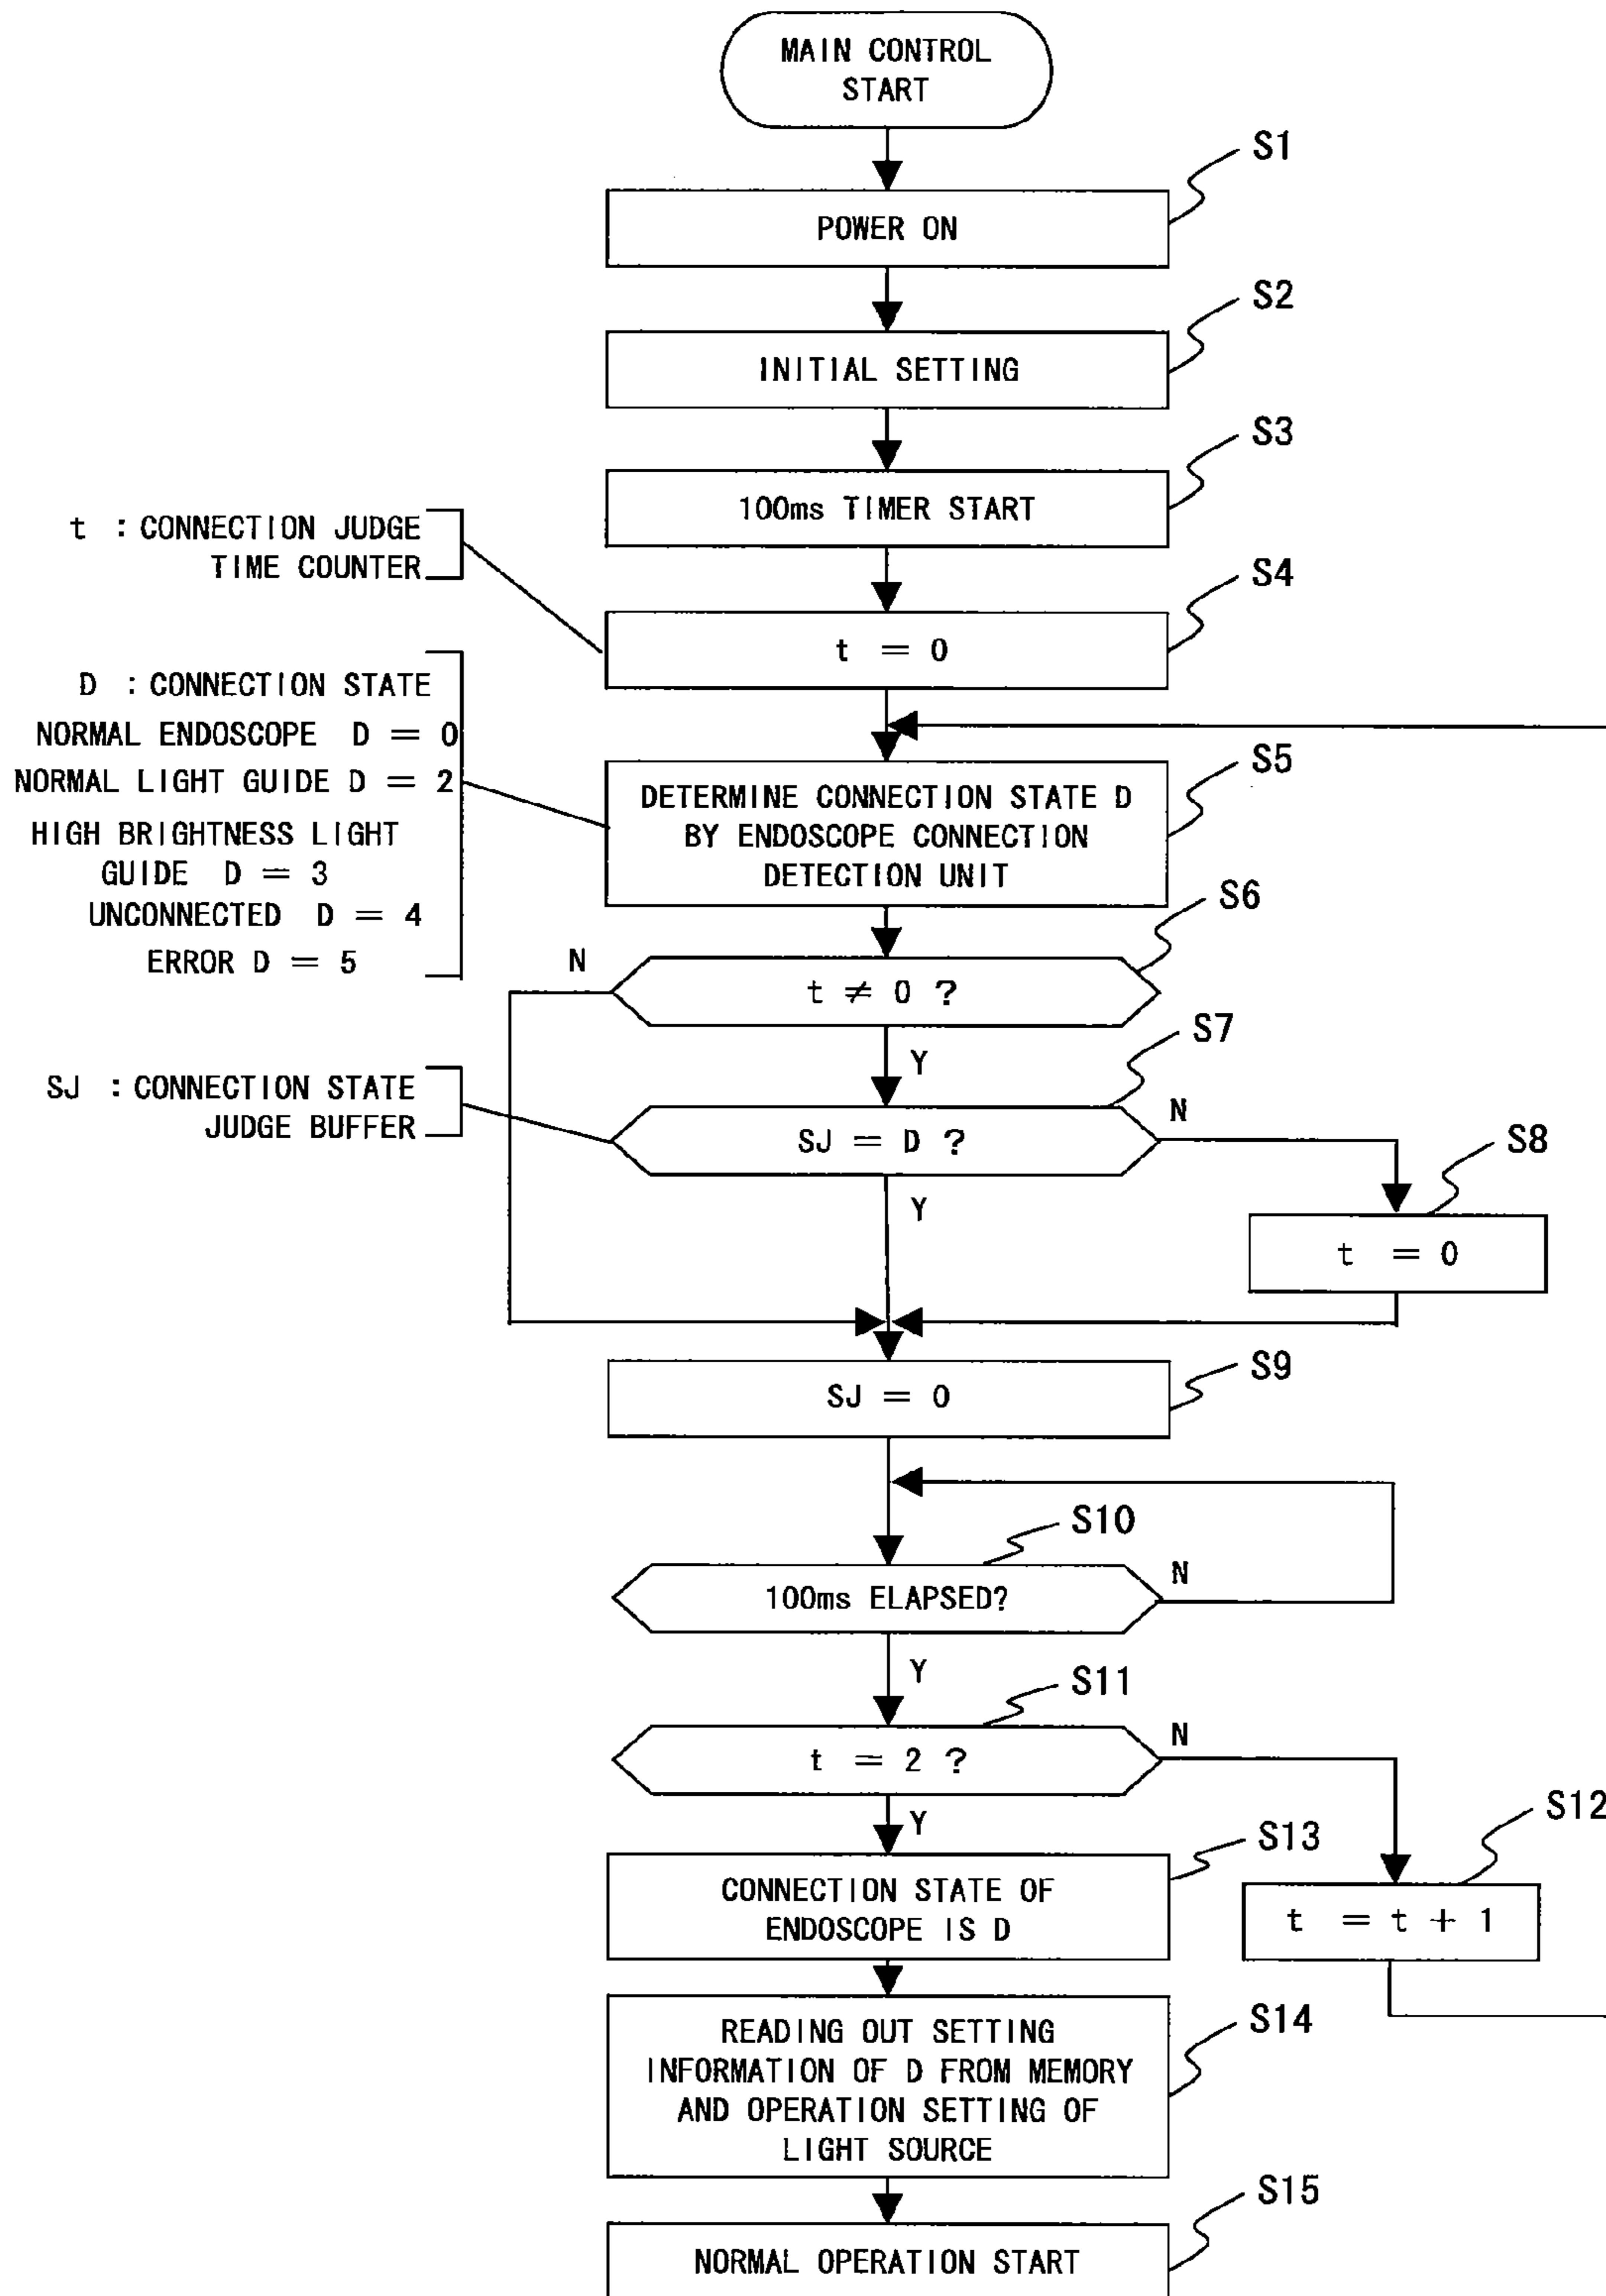 MAIN CONTROL
START
S1
POWER ON
S2
INITIAL SETTING
S3
100ms TIMER START
t : CONNECTION JUDGE
TIME COUNTER
S4
t = 0
D : CONNECTION STATE
NORMAL ENDOSCOPE D = 0
NORMAL LIGHT GUIDE D = 2
HIGH BRIGHTNESS LIGHT
GUIDE D = 3
UNCONNECTED D = 4
ERROR D = 5
S5
DETERMINE CONNECTION STATE D
BY ENDOSCOPE CONNECTION
DETECTION UNIT
S6
N
t ≠ 0 ?
Y
S7
SJ : CONNECTION STATE
JUDGE BUFFER
SJ = D ?
N
Y
S8
t = 0
S9
SJ = 0
S10
100ms ELAPSED?
N
Y
S11
t = 2 ?
N
Y
S12
t = t + 1
S13
CONNECTION STATE OF
ENDOSCOPE IS D
S14
READING OUT SETTING
INFORMATION OF D FROM MEMORY
AND OPERATION SETTING OF
LIGHT SOURCE
S15
NORMAL OPERATION START